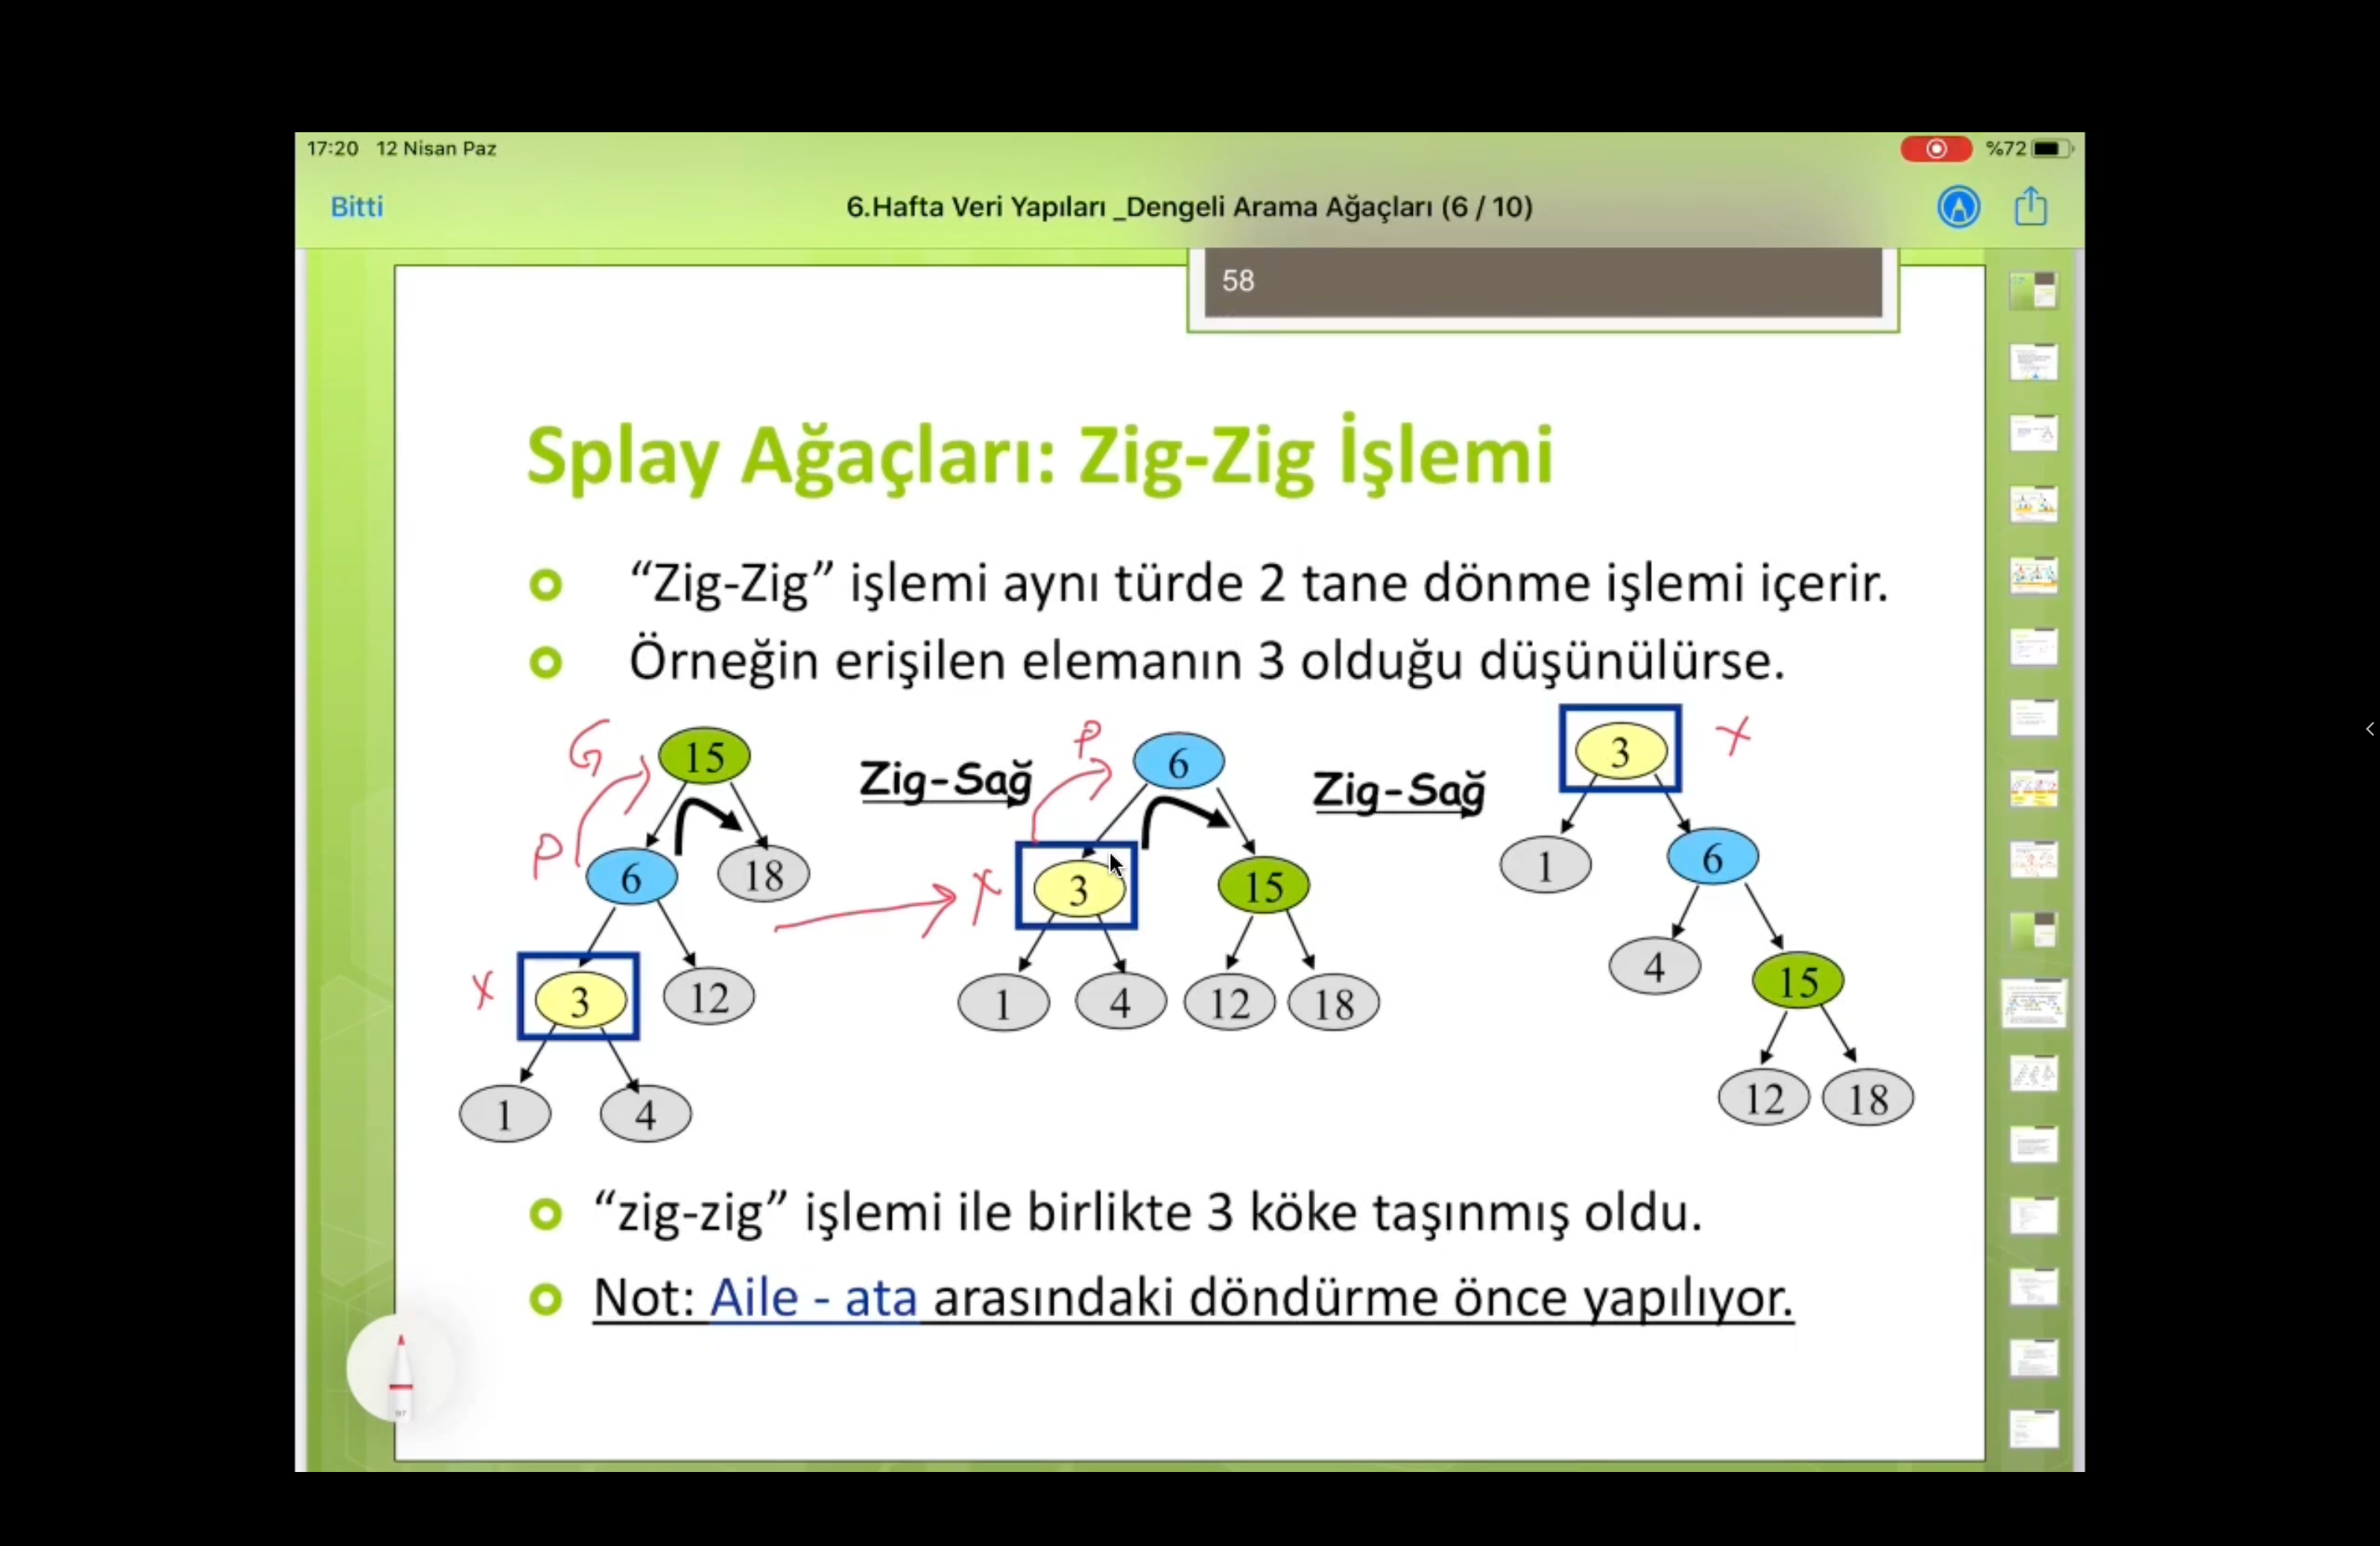 17:20 12 Nisan Paz
%72
Bitti
6.Hafta Veri Yapıları _Dengeli Arama Ağaçları (6 / 10)
58
Splay Ağaçları: Zig-Zig İşlemi
“Zig-Zig” işlemi aynı türde 2 tane dönme işlemi içerir.
Örneğin erişilen elemanın 3 olduğu düşünülürse.
G 15 Zig-Sağ P 6 Zig-Sağ 3 X
P 6 18 X 3 15 1 6
X 3 12 1 4 12 18 4 15
1 4 12 18
“zig-zig” işlemi ile birlikte 3 köke taşınmış oldu.
Not: Aile - ata arasındaki döndürme önce yapılıyor.
97